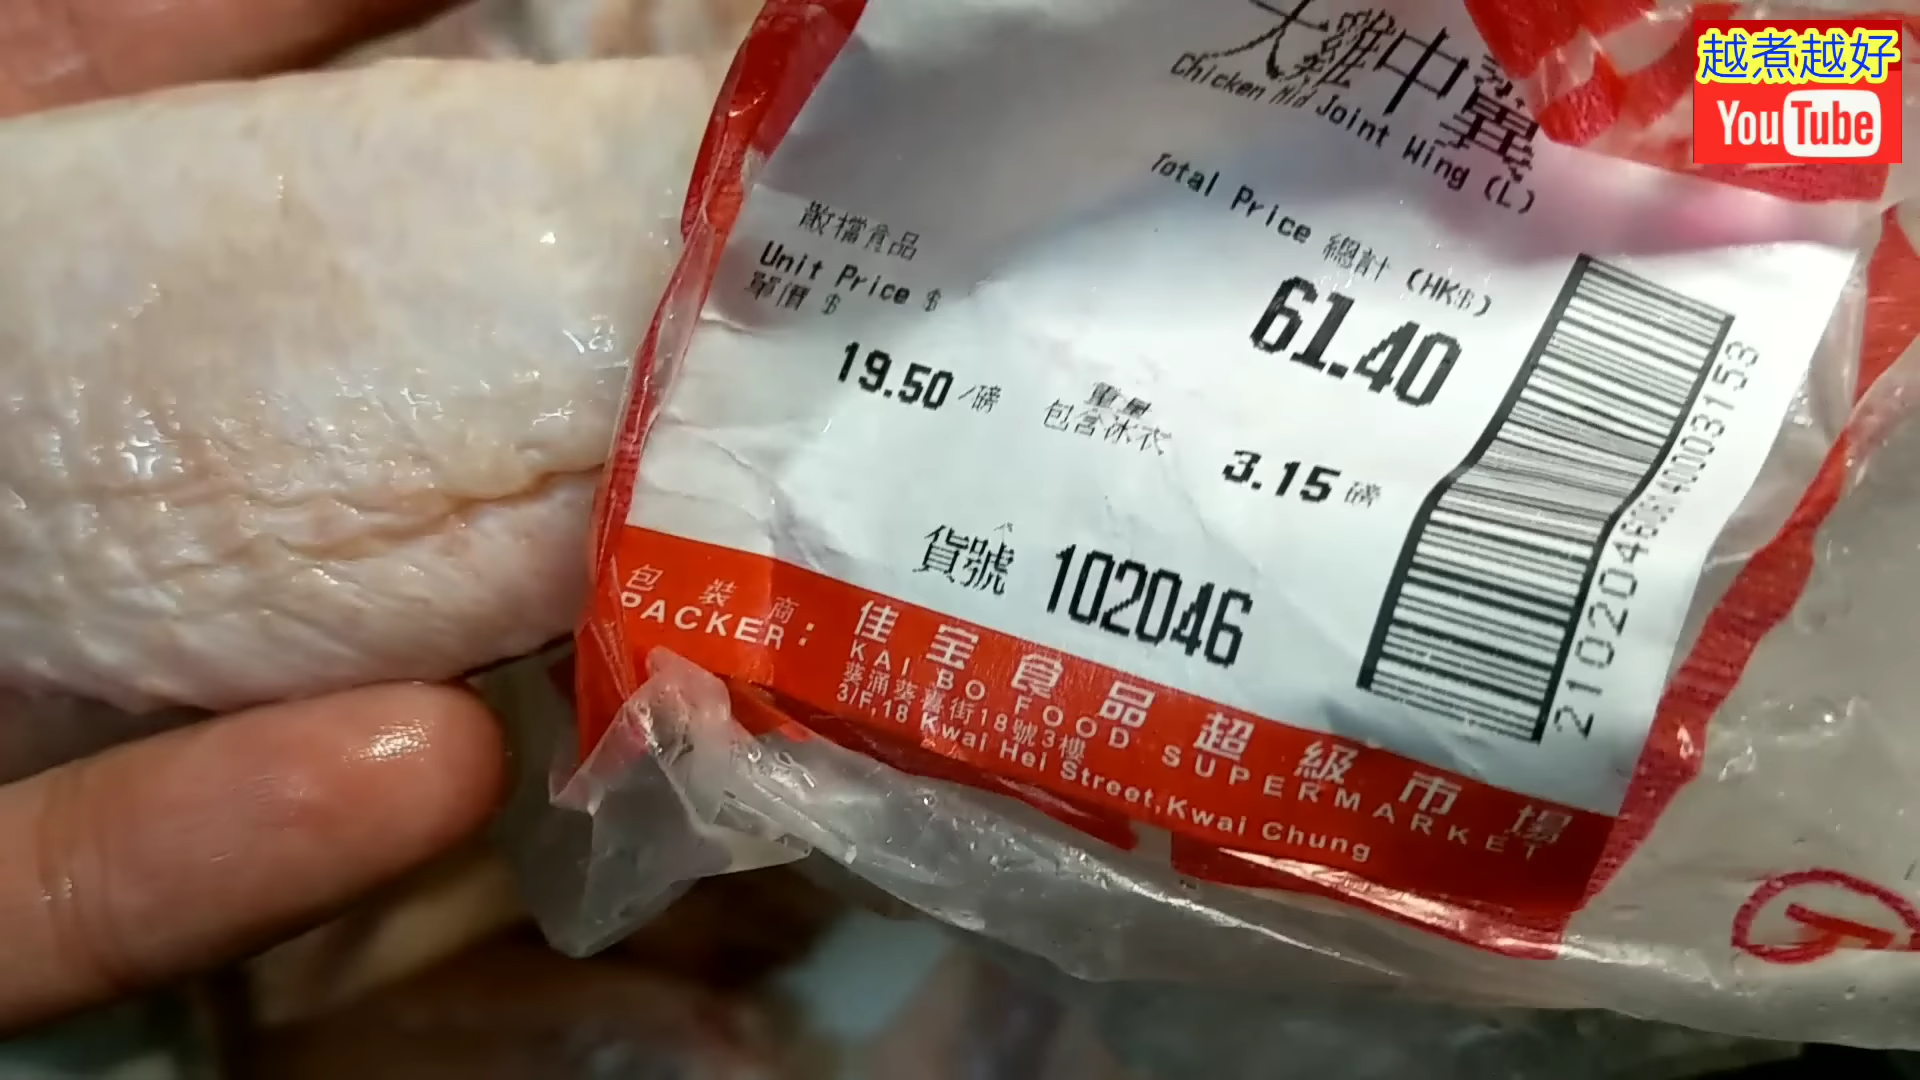 越煮越好
YouTube
大雞中翼
Chicken Mid Joint Wing (L)
Total Price 總計 (HK$)
61.40
散檔食品
Unit Price $
單價 $
19.50 /磅
重量
包含冰衣
3.15 磅
貨號 102046
包裝商
PACKER:
佳宝食品超級市場
KAI BO FOOD SUPERMARKET
葵涌葵喜街18號3樓
3/F,18 Kwai Hei Street,Kwai Chung